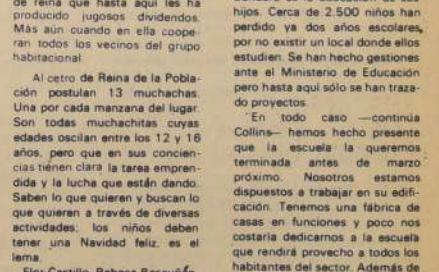 de reina que hasta aquí les ha
producido jugosos dividendos.
Más aún cuando en ella coope-
ran todos los vecinos del grupo
habitacional.
Al cetro de Reina de la Pobla-
ción postulan 13 muchachas.
Una por cada manzana del lugar.
Son todas muchachitas cuyas
edades oscilan entre los 12 y 16
años, pero que en sus concien-
cias tienen clara la tarea empren-
dida y la lucha que están dando.
Saben lo que quieren y buscan lo
que quieren a través de diversas
actividades; los niños deben
tener una Navidad feliz, es el
lema.
Flor Castillo,
hijos. Cerca de 2.500 niños han
perdido ya dos años escolares,
por no existir un local donde ellos
estudien. Se han hecho gestiones
ante el Ministerio de Educación
pero hasta aquí sólo se han traza-
do proyectos.
"En todo caso —continúa
Collins— hemos hecho presente
que la escuela la queremos
terminada antes de marzo
próximo. Nosotros estamos
dispuestos a trabajar en su edifi-
cación. Tenemos una fábrica de
casas en funciones y poco nos
costaría dedicarnos a la escuela
que rendirá provecho a todos los
habitantes del sector. Además de